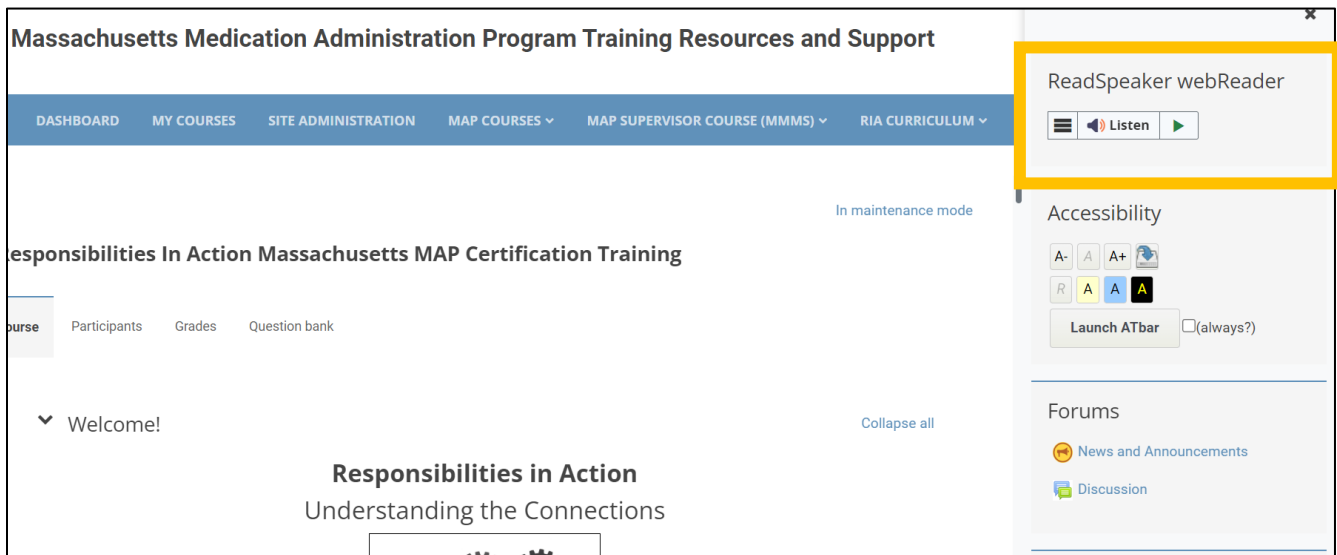 Massachusetts Medication Administration Program Training Resources and Support
DASHBOARD MY COURSES SITE ADMINISTRATION MAP COURSES MAP SUPERVISOR COURSE (MMMS) RIA CURRICULUM
In maintenance mode
esponsibilities In Action Massachusetts MAP Certification Training
ourse Participants Grades Question bank
Welcome!
Collapse all
Responsibilities in Action
Understanding the Connections
ReadSpeaker webReader
Listen
Accessibility
A- A A+
R A A A
Launch ATbar (always?)
Forums
News and Announcements
Discussion